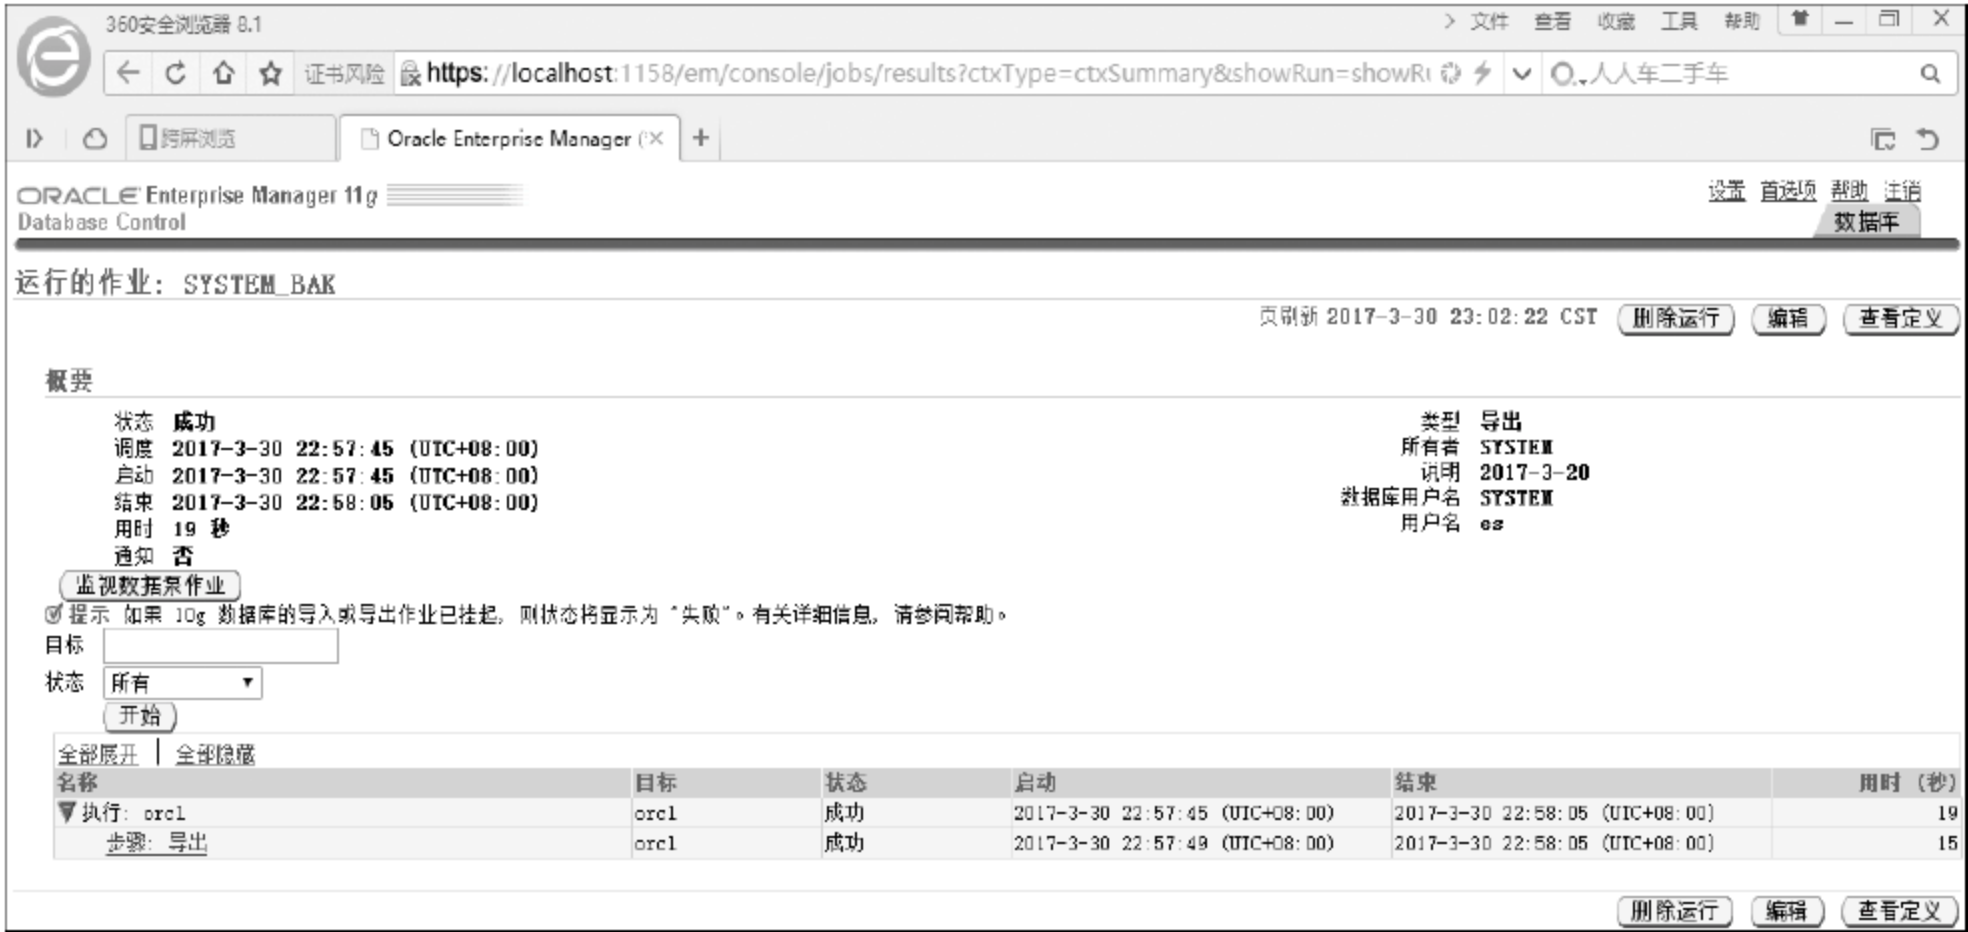 360安全浏览器 8.1 > 文件 查看 收藏 工具 帮助
证书风险 https://localhost:1158/em/console/jobs/results?ctxType=ctxSummary&showRun=showRu 人人车二手车
跨屏浏览 Oracle Enterprise Manager (
ORACLE Enterprise Manager 11g
Database Control
设置 首选项 帮助 注销
数据库
运行的作业: SYSTEM_BAK
页刷新 2017-3-30 23:02:22 CST 删除运行 编辑 查看定义
概要
状态 成功
调度 2017-3-30 22:57:45 (UTC+08:00)
启动 2017-3-30 22:57:45 (UTC+08:00)
结束 2017-3-30 22:58:05 (UTC+08:00)
用时 19 秒
通知 否
类型 导出
所有者 SYSTEM
说明 2017-3-20
数据库用户名 SYSTEM
用户名 es
监视数据泵作业
提示 如果 10g 数据库的导入或导出作业已挂起, 则状态将显示为 "失败"。有关详细信息, 请参阅帮助。
目标
状态 所有
开始
全部展开 | 全部隐藏
名称 目标 状态 启动 结束 用时 (秒)
执行: orcl orcl 成功 2017-3-30 22:57:45 (UTC+08:00) 2017-3-30 22:58:05 (UTC+08:00) 19
步骤: 导出 orcl 成功 2017-3-30 22:57:49 (UTC+08:00) 2017-3-30 22:58:05 (UTC+08:00) 15
删除运行 编辑 查看定义